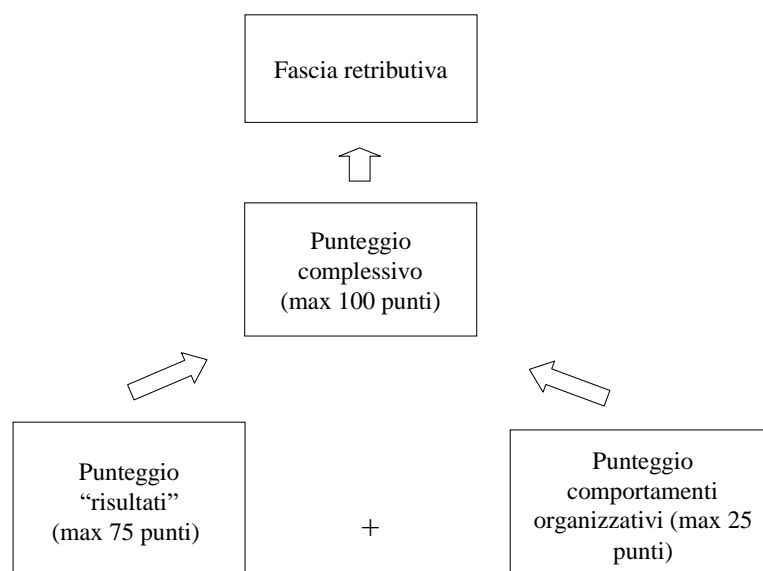 Fascia retributiva
Punteggio
complessivo
(max 100 punti)
Punteggio
“risultati”
(max 75 punti)
+
Punteggio
comportamenti
organizzativi (max 25
punti)